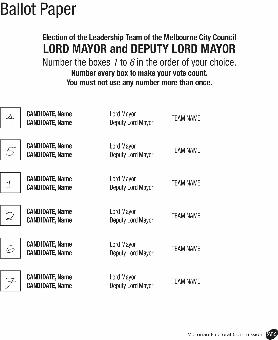 Ballot Paper
Election of the Leadership Team of the Melbourne City Council
LORD MAYOR and DEPUTY LORD MAYOR
Number the boxes 1 to 6 in the order of your choice.
Number every box to make your vote count.
You must not use any number more than once.
4 CANDIDATE, Name Lord Mayor TEAM NAME
CANDIDATE, Name Deputy Lord Mayor
5 CANDIDATE, Name Lord Mayor TEAM NAME
CANDIDATE, Name Deputy Lord Mayor
1 CANDIDATE, Name Lord Mayor TEAM NAME
CANDIDATE, Name Deputy Lord Mayor
2 CANDIDATE, Name Lord Mayor TEAM NAME
CANDIDATE, Name Deputy Lord Mayor
CANDIDATE, Name Lord Mayor TEAM NAME
CANDIDATE, Name Deputy Lord Mayor
7 CANDIDATE, Name Lord Mayor TEAM NAME
CANDIDATE, Name Deputy Lord Mayor
Victorian Electoral Commission